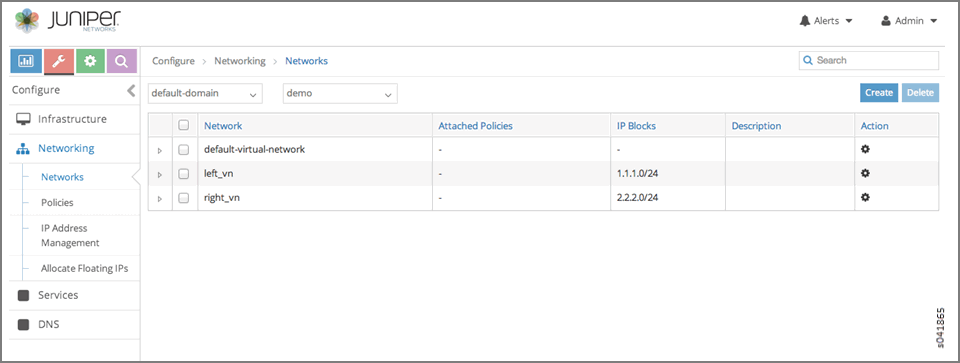 JUNIPER
NETWORKS
Alerts
Admin
Configure > Networking > Networks
Search
Configure
default-domain
demo
Create
Delete
Infrastructure
Networking
Networks
Policies
IP Address
Management
Allocate Floating IPs
Services
DNS
Network Attached Policies IP Blocks Description Action
default-virtual-network - -
left_vn - 1.1.1.0/24
right_vn - 2.2.2.0/24
s041865